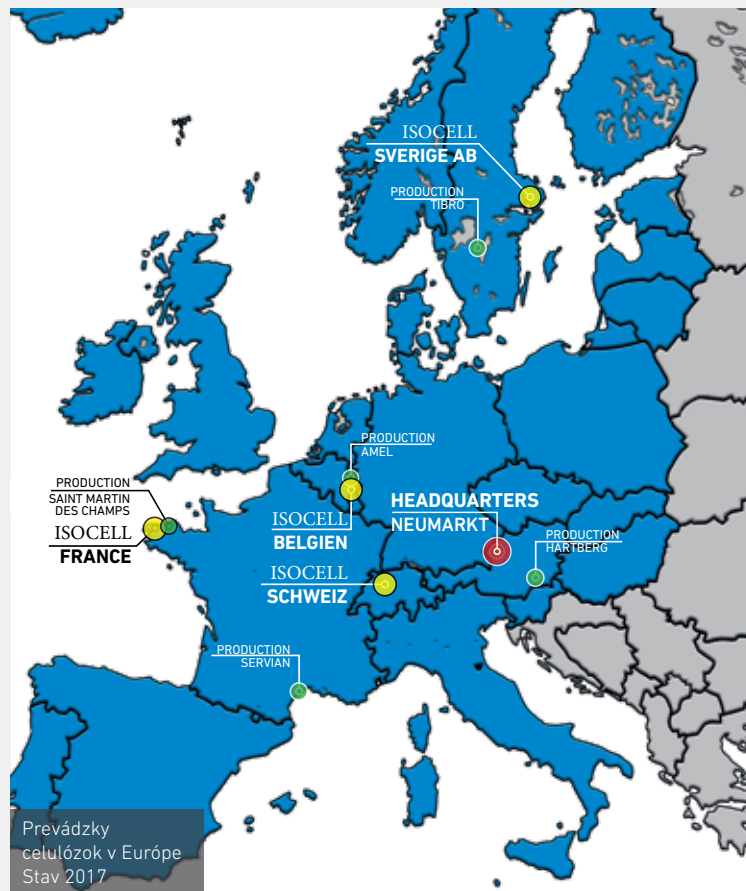 ISOCELL
SVERIGE AB
PRODUCTION
TIBRO
PRODUCTION
AMEL
PRODUCTION
SAINT MARTIN
DES CHAMPS
ISOCELL
FRANCE
ISOCELL
BELGIEN
HEADQUARTERS
NEUMARKT
PRODUCTION
HARTBERG
ISOCELL
SCHWEIZ
PRODUCTION
SERVIAN
Prevádzky
celulózok v Európe
Stav 2017